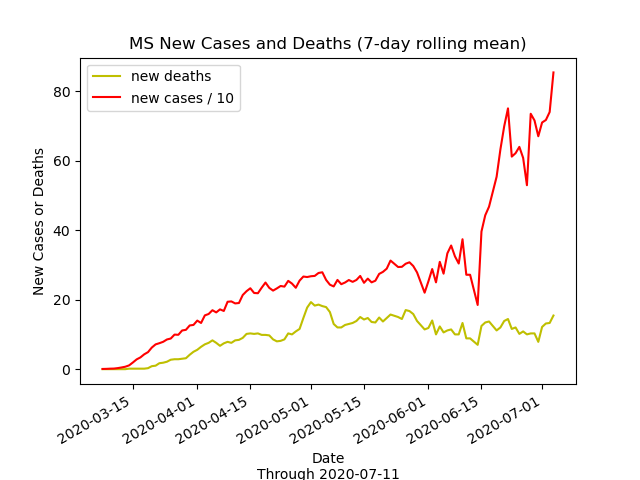 MS New Cases and Deaths (7-day rolling mean)
new deaths
new cases / 10
80
60
40
20
0
New Cases or Deaths
2020-03-15
2020-04-01
2020-04-15
2020-05-01
2020-05-15
2020-06-01
2020-06-15
2020-07-01
Date
Through 2020-07-11